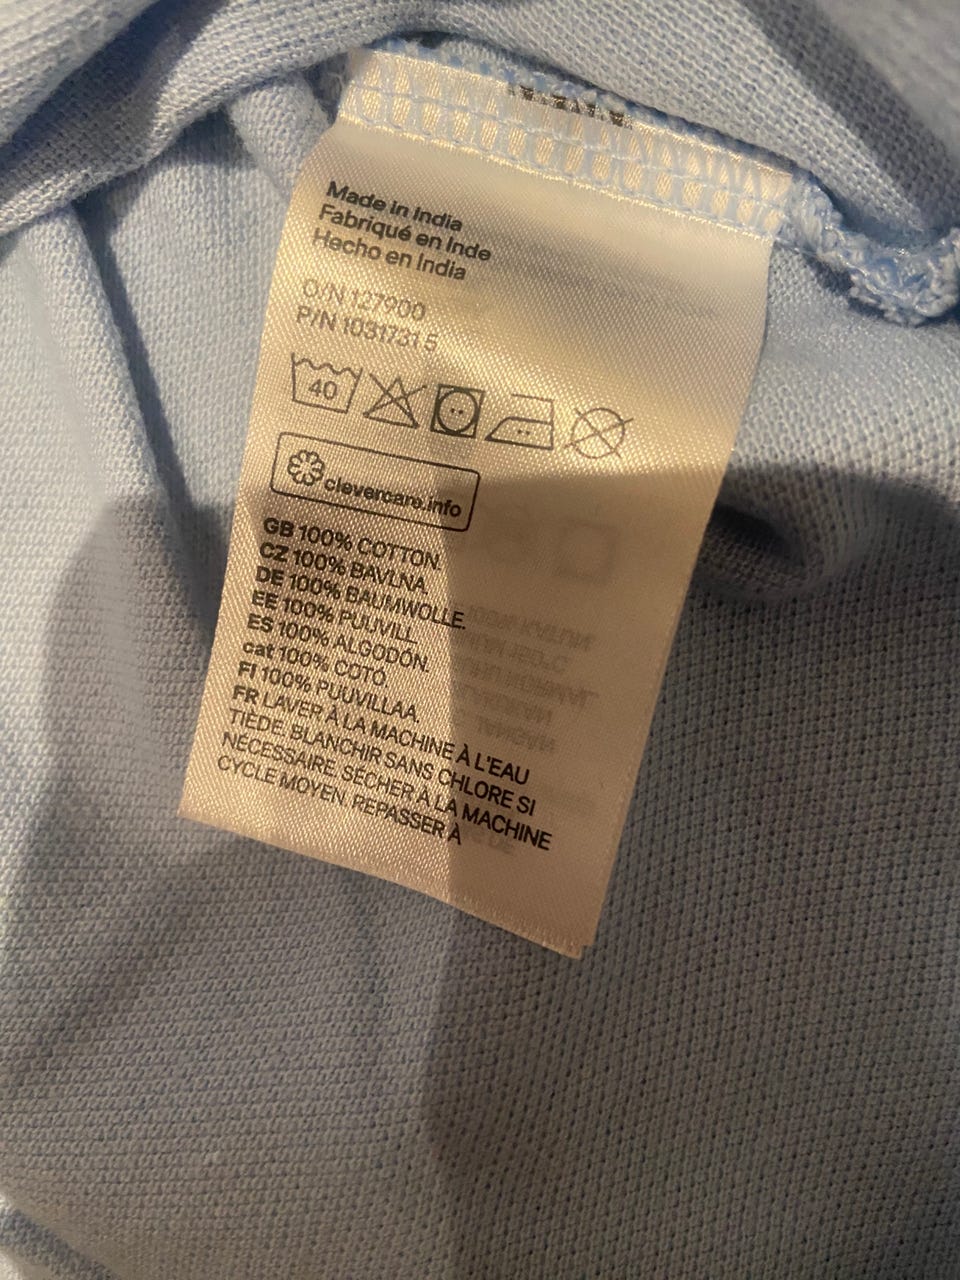 Made in India
Fabriqué en Inde
Hecho en India
O/N 127900
P/N 1031731 5
40
clevercare.info
GB 100% COTTON.
CZ 100% BAVLNA.
DE 100% BAUMWOLLE.
EE 100% PUUVILL.
ES 100% ALGODÓN.
cat 100% COTO.
FI 100% PUUVILLAA.
FR LAVER À LA MACHINE À L'EAU
TIÈDE. BLANCHIR SANS CHLORE SI
NÉCESSAIRE. SÉCHER À LA MACHINE
CYCLE MOYEN. REPASSER À